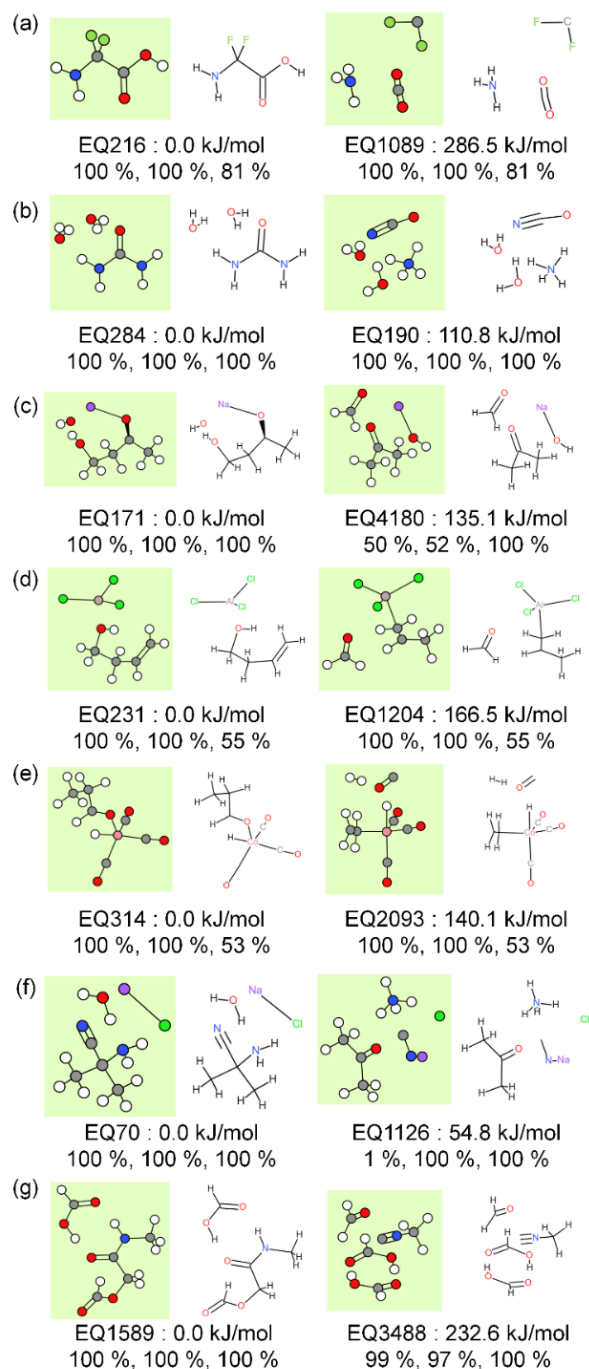 (a)
F F
H N O H
H O
F C
F
H H N H
O
O
EQ216 : 0.0 kJ/mol
100 %, 100 %, 81 %
EQ1089 : 286.5 kJ/mol
100 %, 100 %, 81 %
(b)
H O H
O H H
O
H N N H
H H
N O
O H H
O H H
H N H H H
EQ284 : 0.0 kJ/mol
100 %, 100 %, 100 %
EQ190 : 110.8 kJ/mol
100 %, 100 %, 100 %
(c)
Na O
O H
H O
H H H H H H H
H O H
Na
O H
O
H H H H H H
EQ171 : 0.0 kJ/mol
100 %, 100 %, 100 %
EQ4180 : 135.1 kJ/mol
50 %, 52 %, 100 %
(d)
Cl
Cl Al Cl
O H
H H H H H H H
Cl
Cl Al Cl
O
H H
H H H H H H
EQ231 : 0.0 kJ/mol
100 %, 100 %, 55 %
EQ1204 : 166.5 kJ/mol
100 %, 100 %, 55 %
(e)
H H H H H H H
O
H Co C O
C O
O
H H O
H
H H H Co C O
C O
C
O
EQ314 : 0.0 kJ/mol
100 %, 100 %, 53 %
EQ2093 : 140.1 kJ/mol
100 %, 100 %, 53 %
(f)
H O H
Na
Cl
N
H N H
H H H H H H
H N H H H
Cl
H H H O
N Na
H H H
EQ70 : 0.0 kJ/mol
100 %, 100 %, 100 %
EQ1126 : 54.8 kJ/mol
1 %, 100 %, 100 %
(g)
H O
O H
H N H H H
O
H O O H H
H O H
N H H H
H O O H
H O O H
EQ1589 : 0.0 kJ/mol
100 %, 100 %, 100 %
EQ3488 : 232.6 kJ/mol
99 %, 97 %, 100 %